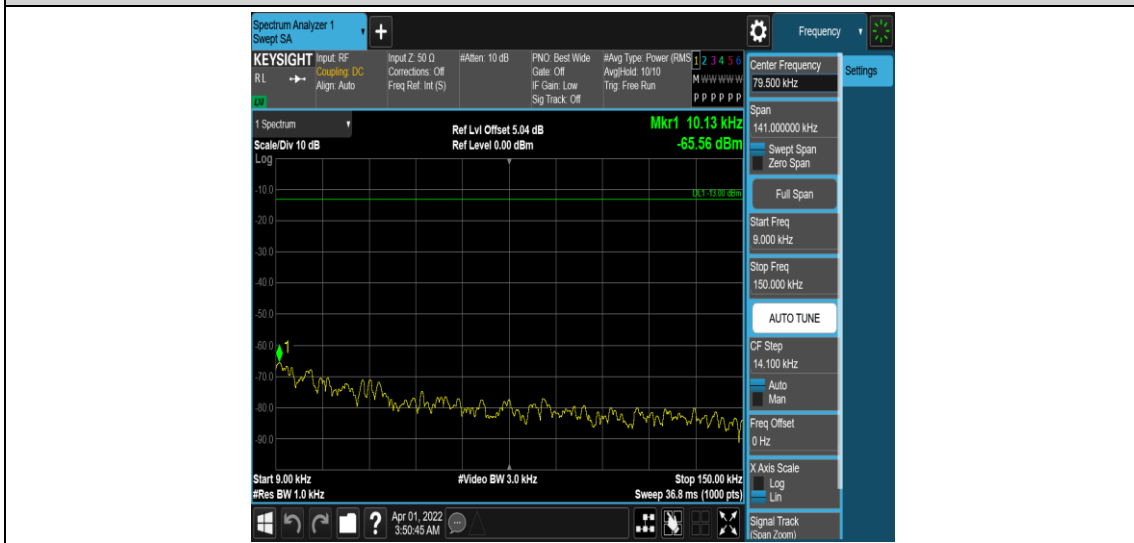 Spectrum Analyzer 1
Swept SA
+
Frequency
KEYSIGHT
RL
LXI
Input: RF
Coupling: DC
Align: Auto
Input Z: 50 Ω
Corrections: Off
Freq Ref: Int (S)
#Atten: 10 dB
PNO: Best Wide
Gate: Off
IF Gain: Low
Sig Track: Off
#Avg Type: Power (RMS
Avg|Hold: 10/10
Trig: Free Run
1 2 3 4 5 6
M W W W W W
P P P P P P
1 Spectrum
Scale/Div 10 dB
Log
Ref Lvl Offset 5.04 dB
Ref Level 0.00 dBm
Mkr1 10.13 kHz
-65.56 dBm
DL1 -13.00 dBm
-10.0
-20.0
-30.0
-40.0
-50.0
-60.0
1
-70.0
-80.0
-90.0
Start 9.00 kHz
#Res BW 1.0 kHz
#Video BW 3.0 kHz
Stop 150.00 kHz
Sweep 36.8 ms (1000 pts)
?
Apr 01, 2022
3:50:45 AM
Center Frequency
79.500 kHz
Settings
Span
141.000000 kHz
Swept Span
Zero Span
Full Span
Start Freq
9.000 kHz
Stop Freq
150.000 kHz
AUTO TUNE
CF Step
14.100 kHz
Auto
Man
Freq Offset
0 Hz
X Axis Scale
Log
Lin
Signal Track
(Span Zoom)